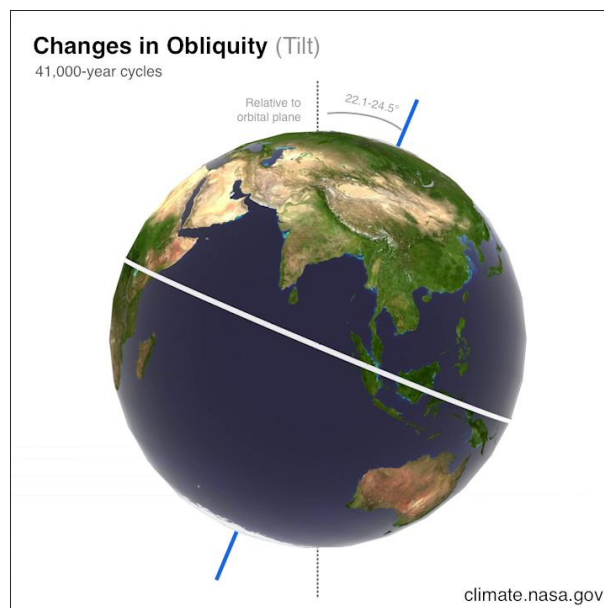 Changes in Obliquity (Tilt)
41,000-year cycles
Relative to
orbital plane
22.1-24.5°
climate.nasa.gov